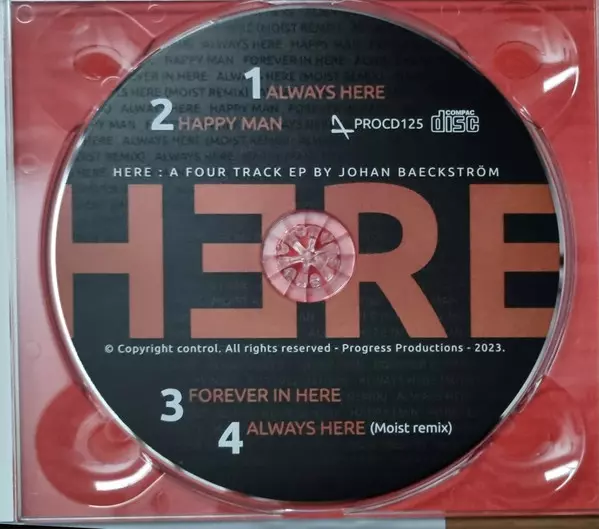 1 ALWAYS HERE
2 HAPPY MAN
PROCD125 COMPACT disc
HERE : A FOUR TRACK EP BY JOHAN BAECKSTRÖM
HƎRE
© Copyright control. All rights reserved - Progress Productions - 2023.
3 FOREVER IN HERE
4 ALWAYS HERE (Moist remix)